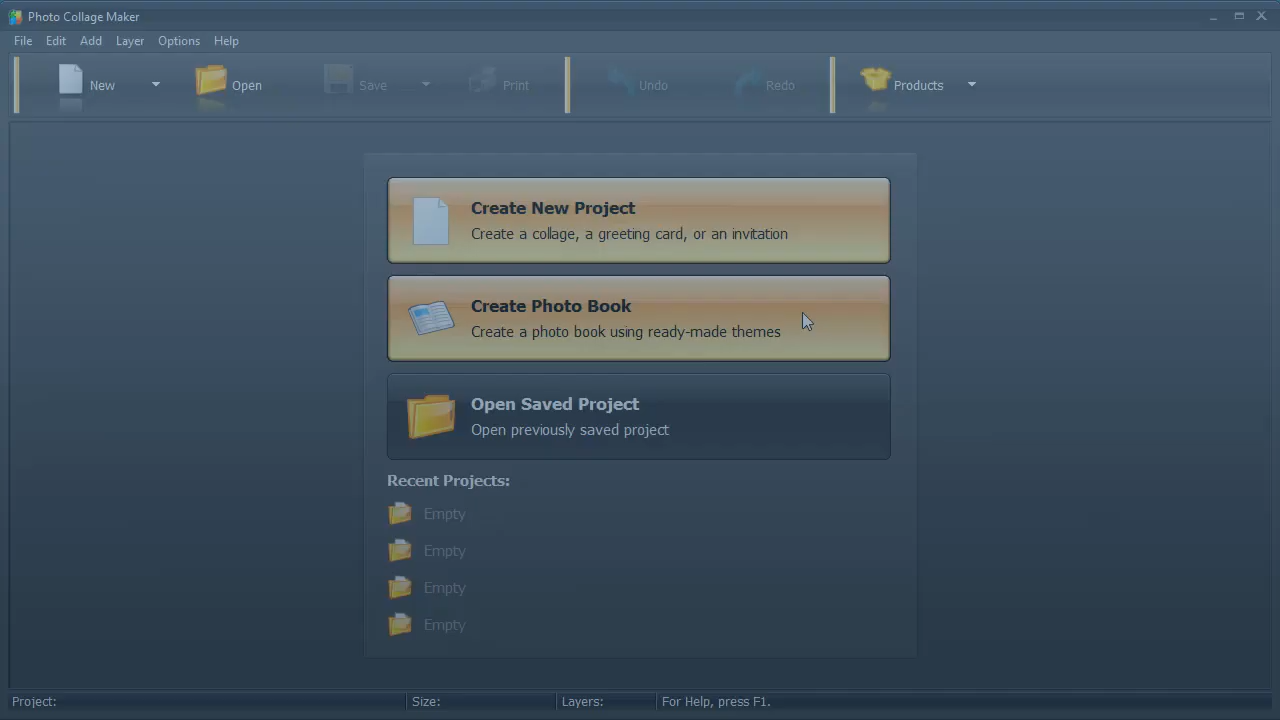 Photo Collage Maker
File Edit Add Layer Options Help
New Open Save Print Undo Redo Products
Create New Project
Create a collage, a greeting card, or an invitation
Create Photo Book
Create a photo book using ready-made themes
Open Saved Project
Open previously saved project
Recent Projects:
Empty
Empty
Empty
Empty
Project: Size: Layers: For Help, press F1.